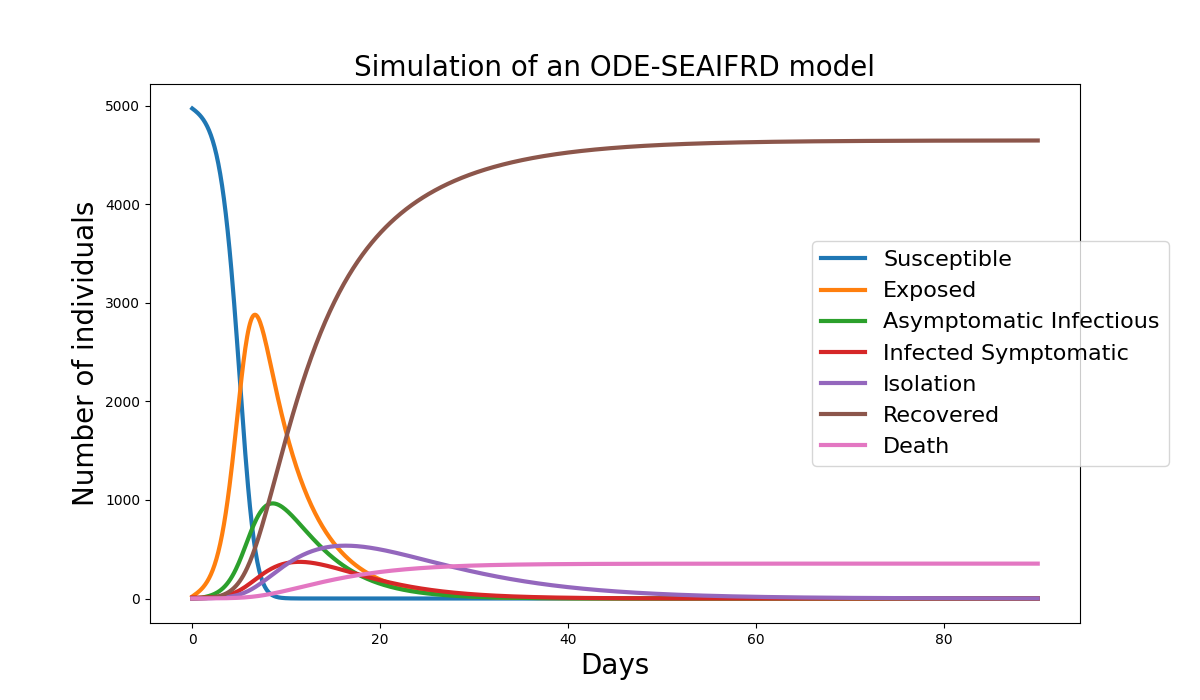 Simulation of an ODE-SEAIFRD model
Number of individuals
5000
4000
3000
2000
1000
0
0 20 40 60 80
Days
Susceptible
Exposed
Asymptomatic Infectious
Infected Symptomatic
Isolation
Recovered
Death